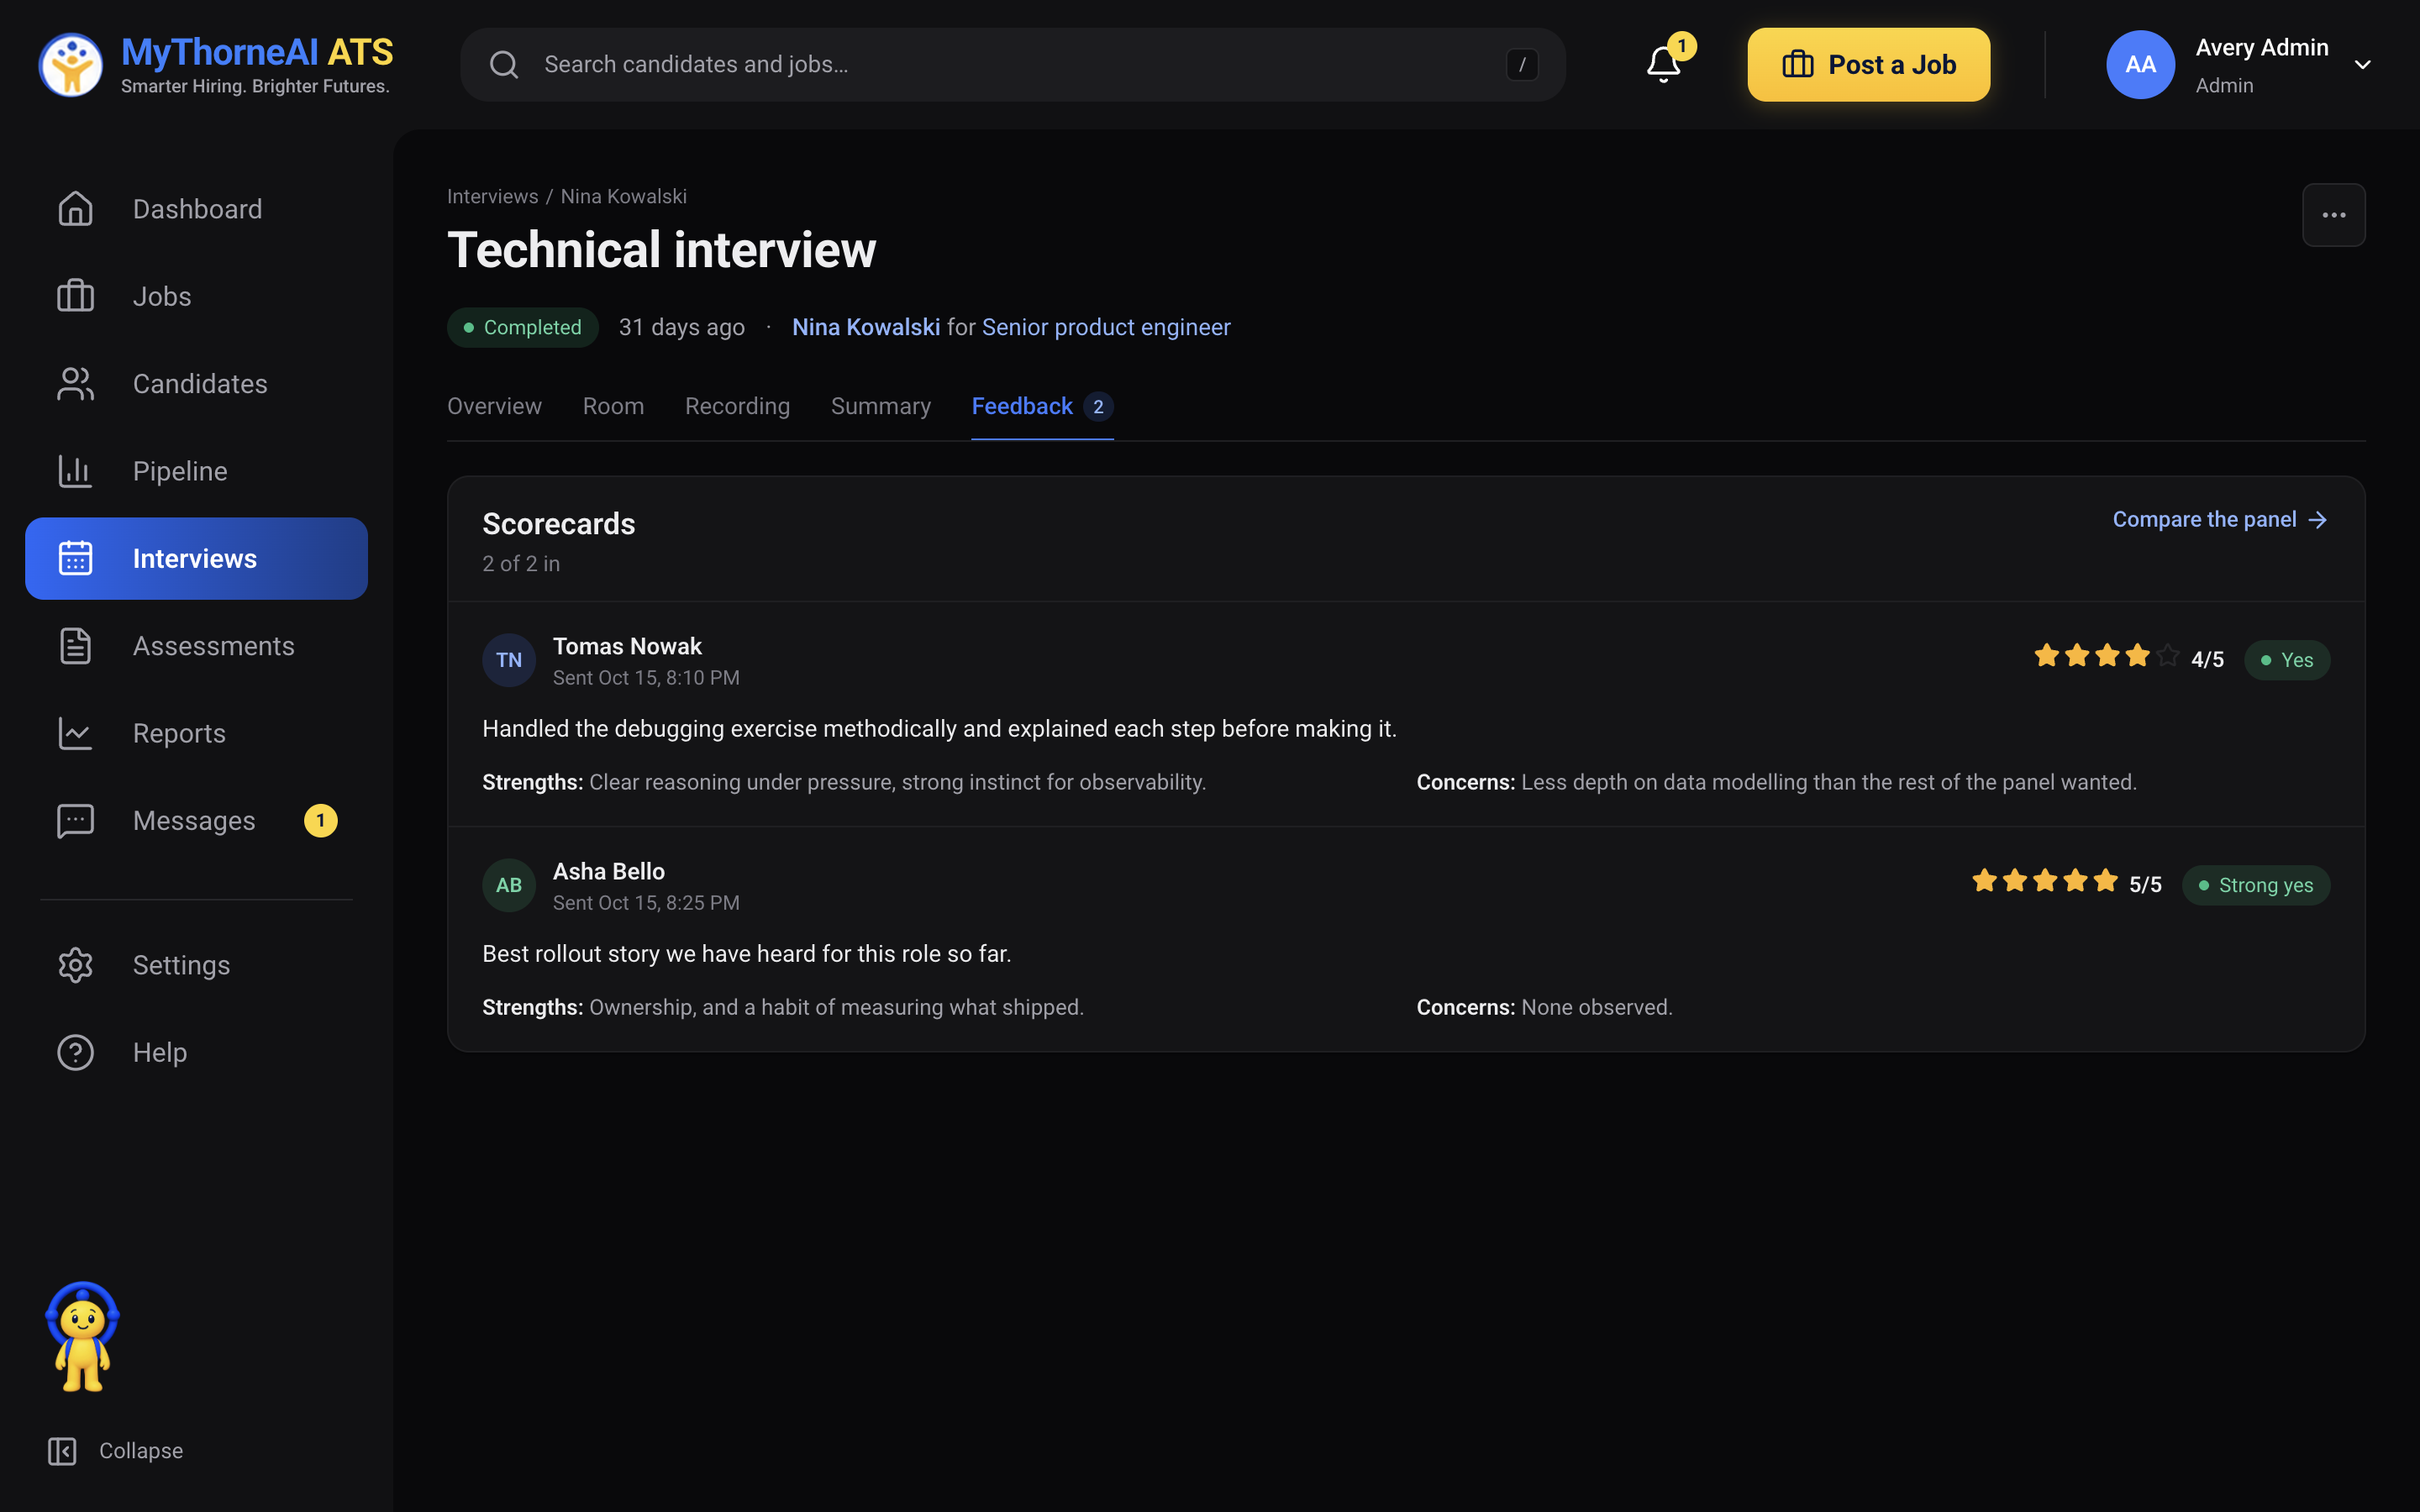 MyThorneAI ATS
Smarter Hiring. Brighter Futures.
Search candidates and jobs…
/
1
Post a Job
AA
Avery Admin
Admin
Dashboard
Jobs
Candidates
Pipeline
Interviews
Assessments
Reports
Messages 1
Settings
Help
Collapse
Interviews / Nina Kowalski
Technical interview
Completed 31 days ago · Nina Kowalski for Senior product engineer
Overview Room Recording Summary Feedback 2
Scorecards
Compare the panel
2 of 2 in
TN
Tomas Nowak
Sent Oct 15, 8:10 PM
4/5
Yes
Handled the debugging exercise methodically and explained each step before making it.
Strengths: Clear reasoning under pressure, strong instinct for observability.
Concerns: Less depth on data modelling than the rest of the panel wanted.
AB
Asha Bello
Sent Oct 15, 8:25 PM
5/5
Strong yes
Best rollout story we have heard for this role so far.
Strengths: Ownership, and a habit of measuring what shipped.
Concerns: None observed.